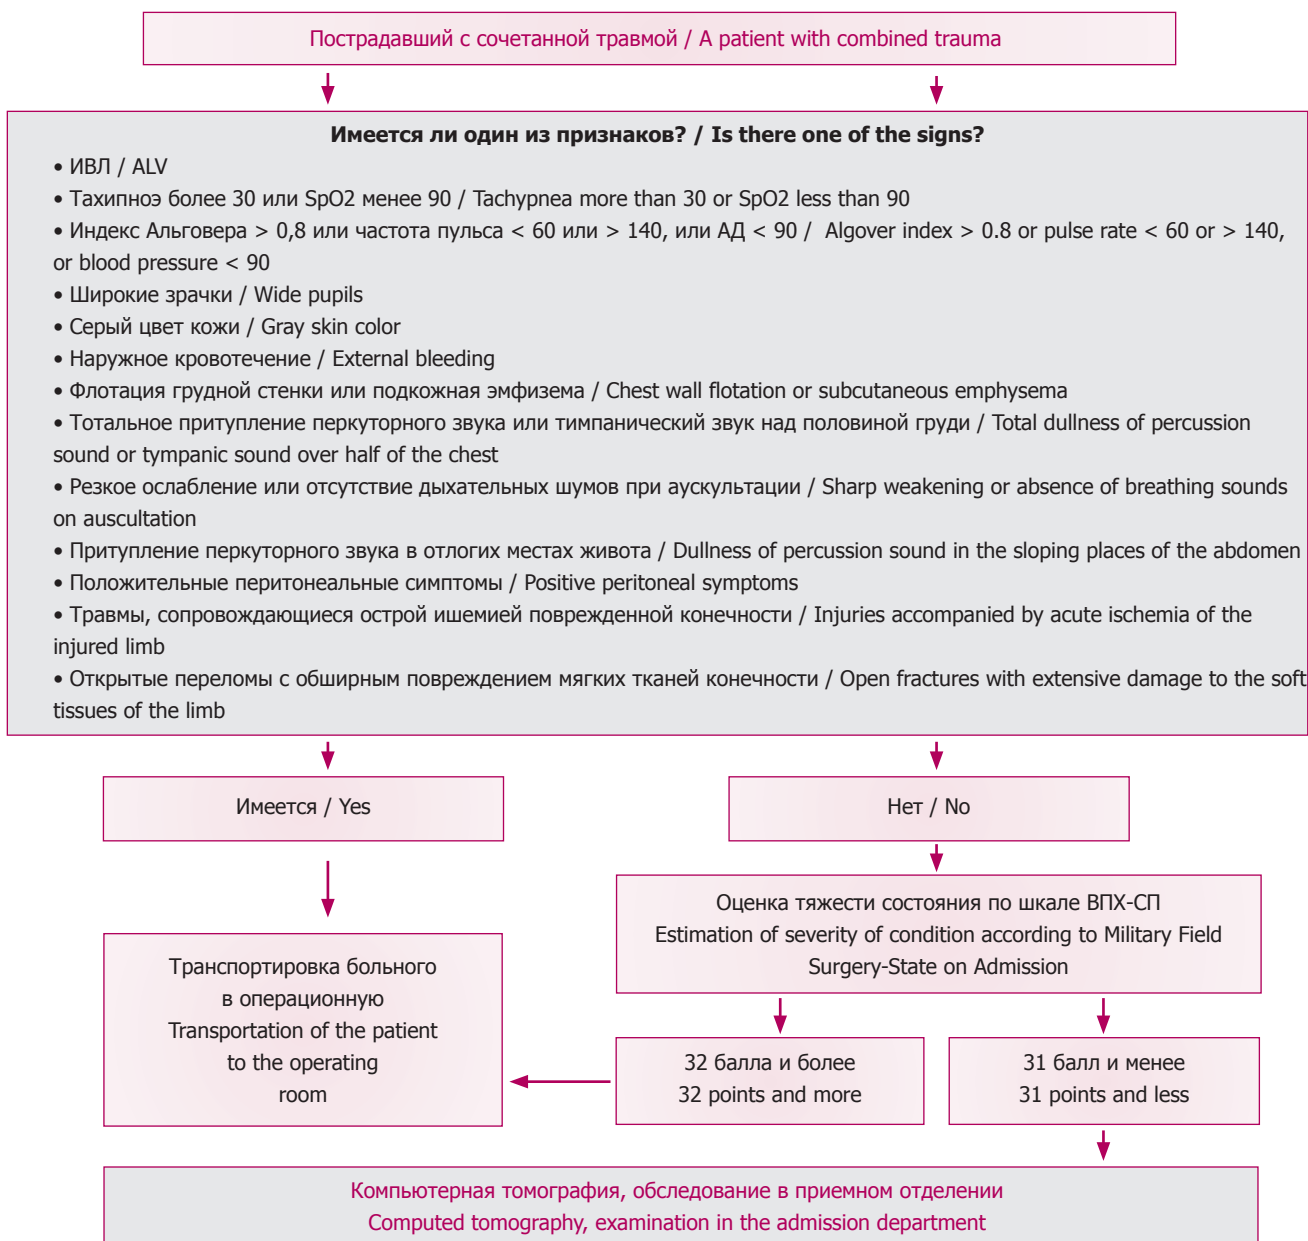 Пострадавший с сочетанной травмой / A patient with combined trauma
Имеется ли один из признаков? / Is there one of the signs?
• ИВЛ / ALV
• Тахипноэ более 30 или SpO2 менее 90 / Tachypnea more than 30 or SpO2 less than 90
• Индекс Альговера > 0,8 или частота пульса < 60 или > 140, или АД < 90 /  Algover index > 0.8 or pulse rate < 60 or > 140,
or blood pressure < 90
• Широкие зрачки / Wide pupils
• Серый цвет кожи / Gray skin color
• Наружное кровотечение / External bleeding
• Флотация грудной стенки или подкожная эмфизема / Chest wall flotation or subcutaneous emphysema
• Тотальное притупление перкуторного звука или тимпанический звук над половиной груди / Total dullness of percussion
sound or tympanic sound over half of the chest
• Резкое ослабление или отсутствие дыхательных шумов при аускультации / Sharp weakening or absence of breathing sounds
on auscultation
• Притупление перкуторного звука в отлогих местах живота / Dullness of percussion sound in the sloping places of the abdomen
• Положительные перитонеальные симптомы / Positive peritoneal symptoms
• Травмы, сопровождающиеся острой ишемией поврежденной конечности / Injuries accompanied by acute ischemia of the
injured limb
• Открытые переломы с обширным повреждением мягких тканей конечности / Open fractures with extensive damage to the soft
tissues of the limb
Имеется / Yes
Нет / No
Оценка тяжести состояния по шкале ВПХ-СП
Estimation of severity of condition according to Military Field
Surgery-State on Admission
Транспортировка больного
в операционную
Transportation of the patient
to the operating
room
32 балла и более
32 points and more
31 балл и менее
31 points and less
Компьютерная томография, обследование в приемном отделении
Computed tomography, examination in the admission department